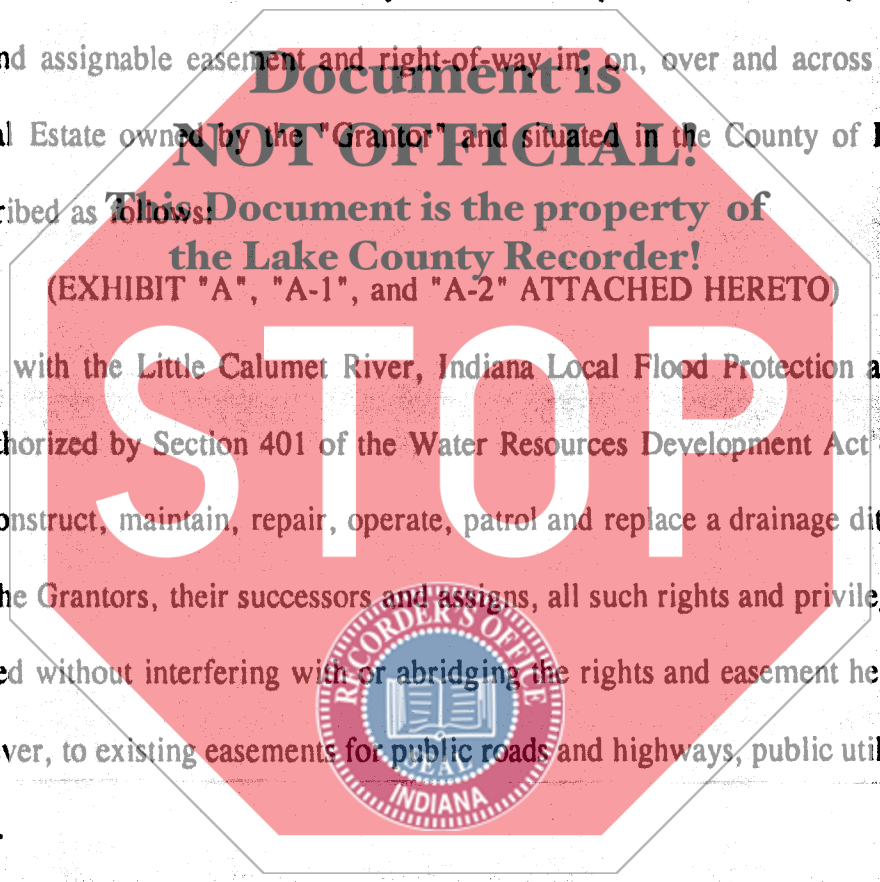 nd assignable easement and right-of-way in, on, over and across
Document is
l Estate owned by the "Grantor" and situated in the County of
NOT OFFICIAL!
ribed as follows:
This Document is the property of
the Lake County Recorder!
(EXHIBIT "A", "A-1", and "A-2" ATTACHED HERETO)
with the Little Calumet River, Indiana Local Flood Protection a
STOP
horized by Section 401 of the Water Resources Development Act
onstruct, maintain, repair, operate, patrol and replace a drainage dit
he Grantors, their successors and assigns, all such rights and privile
RECORDER'S OFFICE
ed without interfering with or abridging the rights and easement he
ver, to existing easements for public roads and highways, public util
SEAL
INDIANA